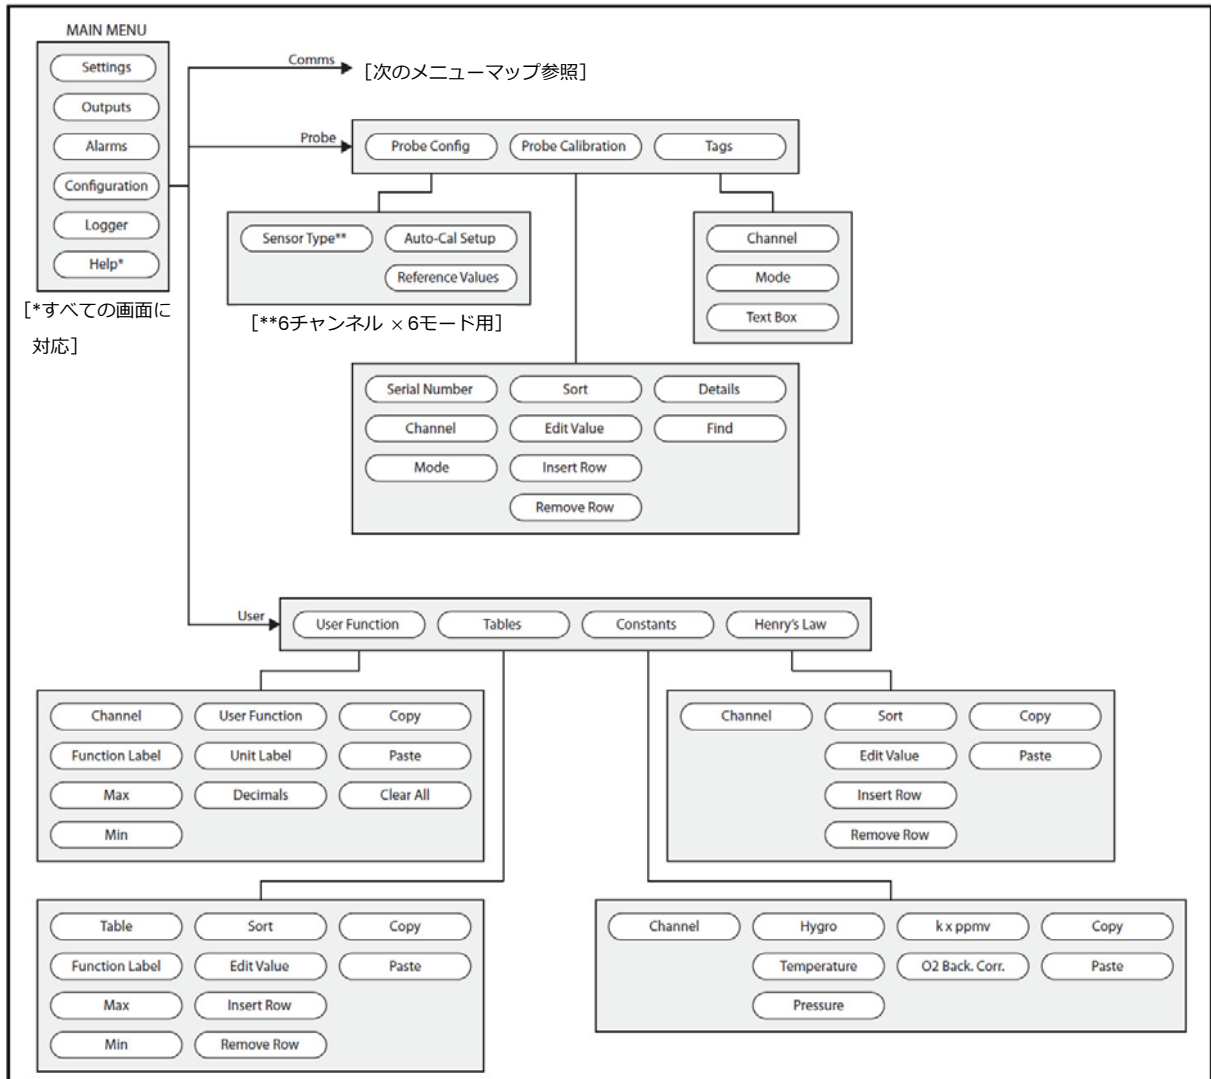 MAIN MENU
Settings
Outputs
Alarms
Configuration
Logger
Help*
[*すべての画面に
対応]
Comms
[次のメニューマップ参照]
Probe
Probe Config
Probe Calibration
Tags
Sensor Type**
Auto-Cal Setup
Reference Values
[**6チャンネル × 6モード用]
Channel
Mode
Text Box
Serial Number
Sort
Details
Channel
Edit Value
Find
Mode
Insert Row
Remove Row
User
User Function
Tables
Constants
Henry's Law
Channel
User Function
Copy
Function Label
Unit Label
Paste
Max
Decimals
Clear All
Min
Channel
Sort
Copy
Edit Value
Paste
Insert Row
Remove Row
Table
Sort
Copy
Function Label
Edit Value
Paste
Max
Insert Row
Min
Remove Row
Channel
Hygro
k x ppmv
Copy
Temperature
O2 Back. Corr.
Paste
Pressure